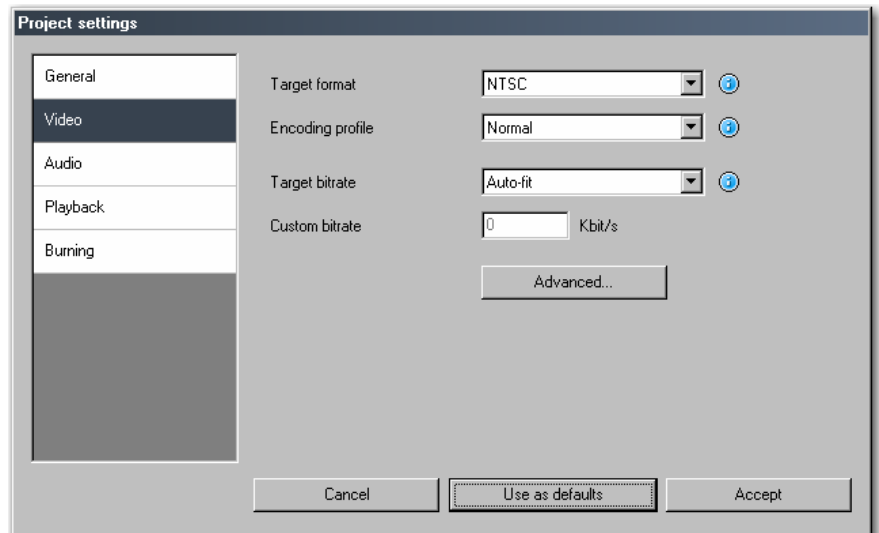 Project settings
General
Video
Audio
Playback
Burning
Target format NTSC
Encoding profile Normal
Target bitrate Auto-fit
Custom bitrate 0 Kbit/s
Advanced...
Cancel Use as defaults Accept